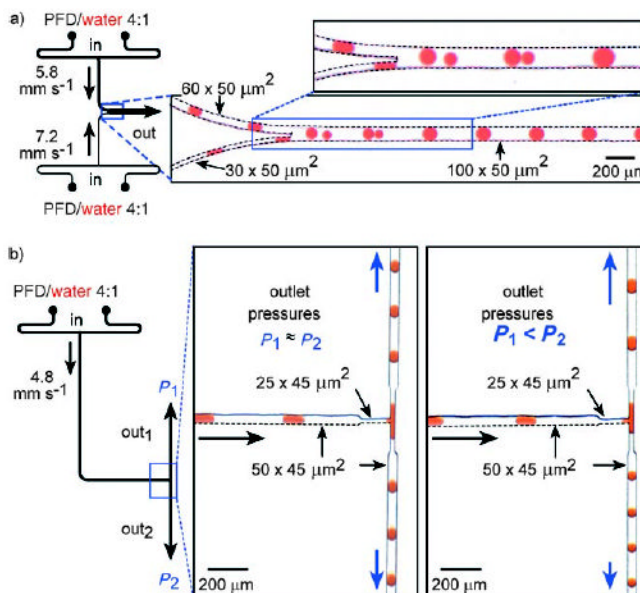 a)
PFD/water 4:1
in
5.8
mm s⁻¹
7.2
mm s⁻¹
out
in
PFD/water 4:1
60 x 50 μm²
30 x 50 μm²
100 x 50 μm²
200 μm
b)
PFD/water 4:1
in
4.8
mm s⁻¹
P₁
out₁
out₂
P₂
outlet
pressures
P₁ ≈ P₂
25 x 45 μm²
50 x 45 μm²
200 μm
outlet
pressures
P₁ < P₂
25 x 45 μm²
50 x 45 μm²
200 μm